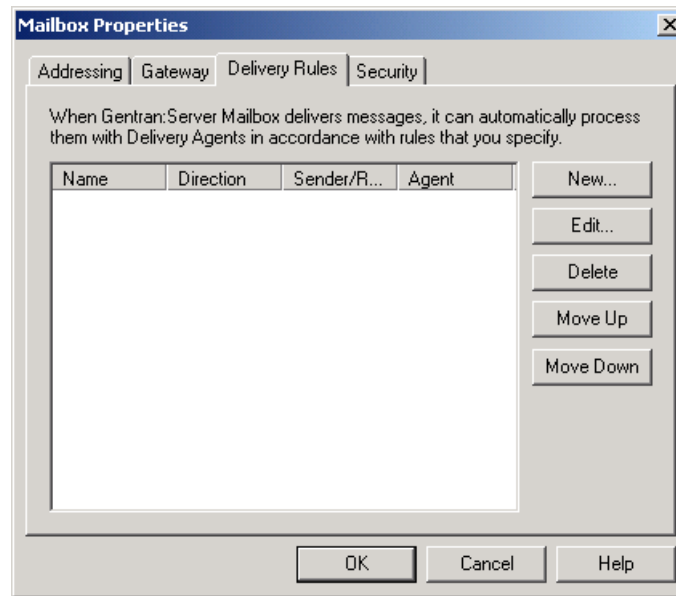 Mailbox Properties
Addressing Gateway Delivery Rules Security
When Gentran:Server Mailbox delivers messages, it can automatically process
them with Delivery Agents in accordance with rules that you specify.
Name Direction Sender/R... Agent
New...
Edit...
Delete
Move Up
Move Down
OK Cancel Help